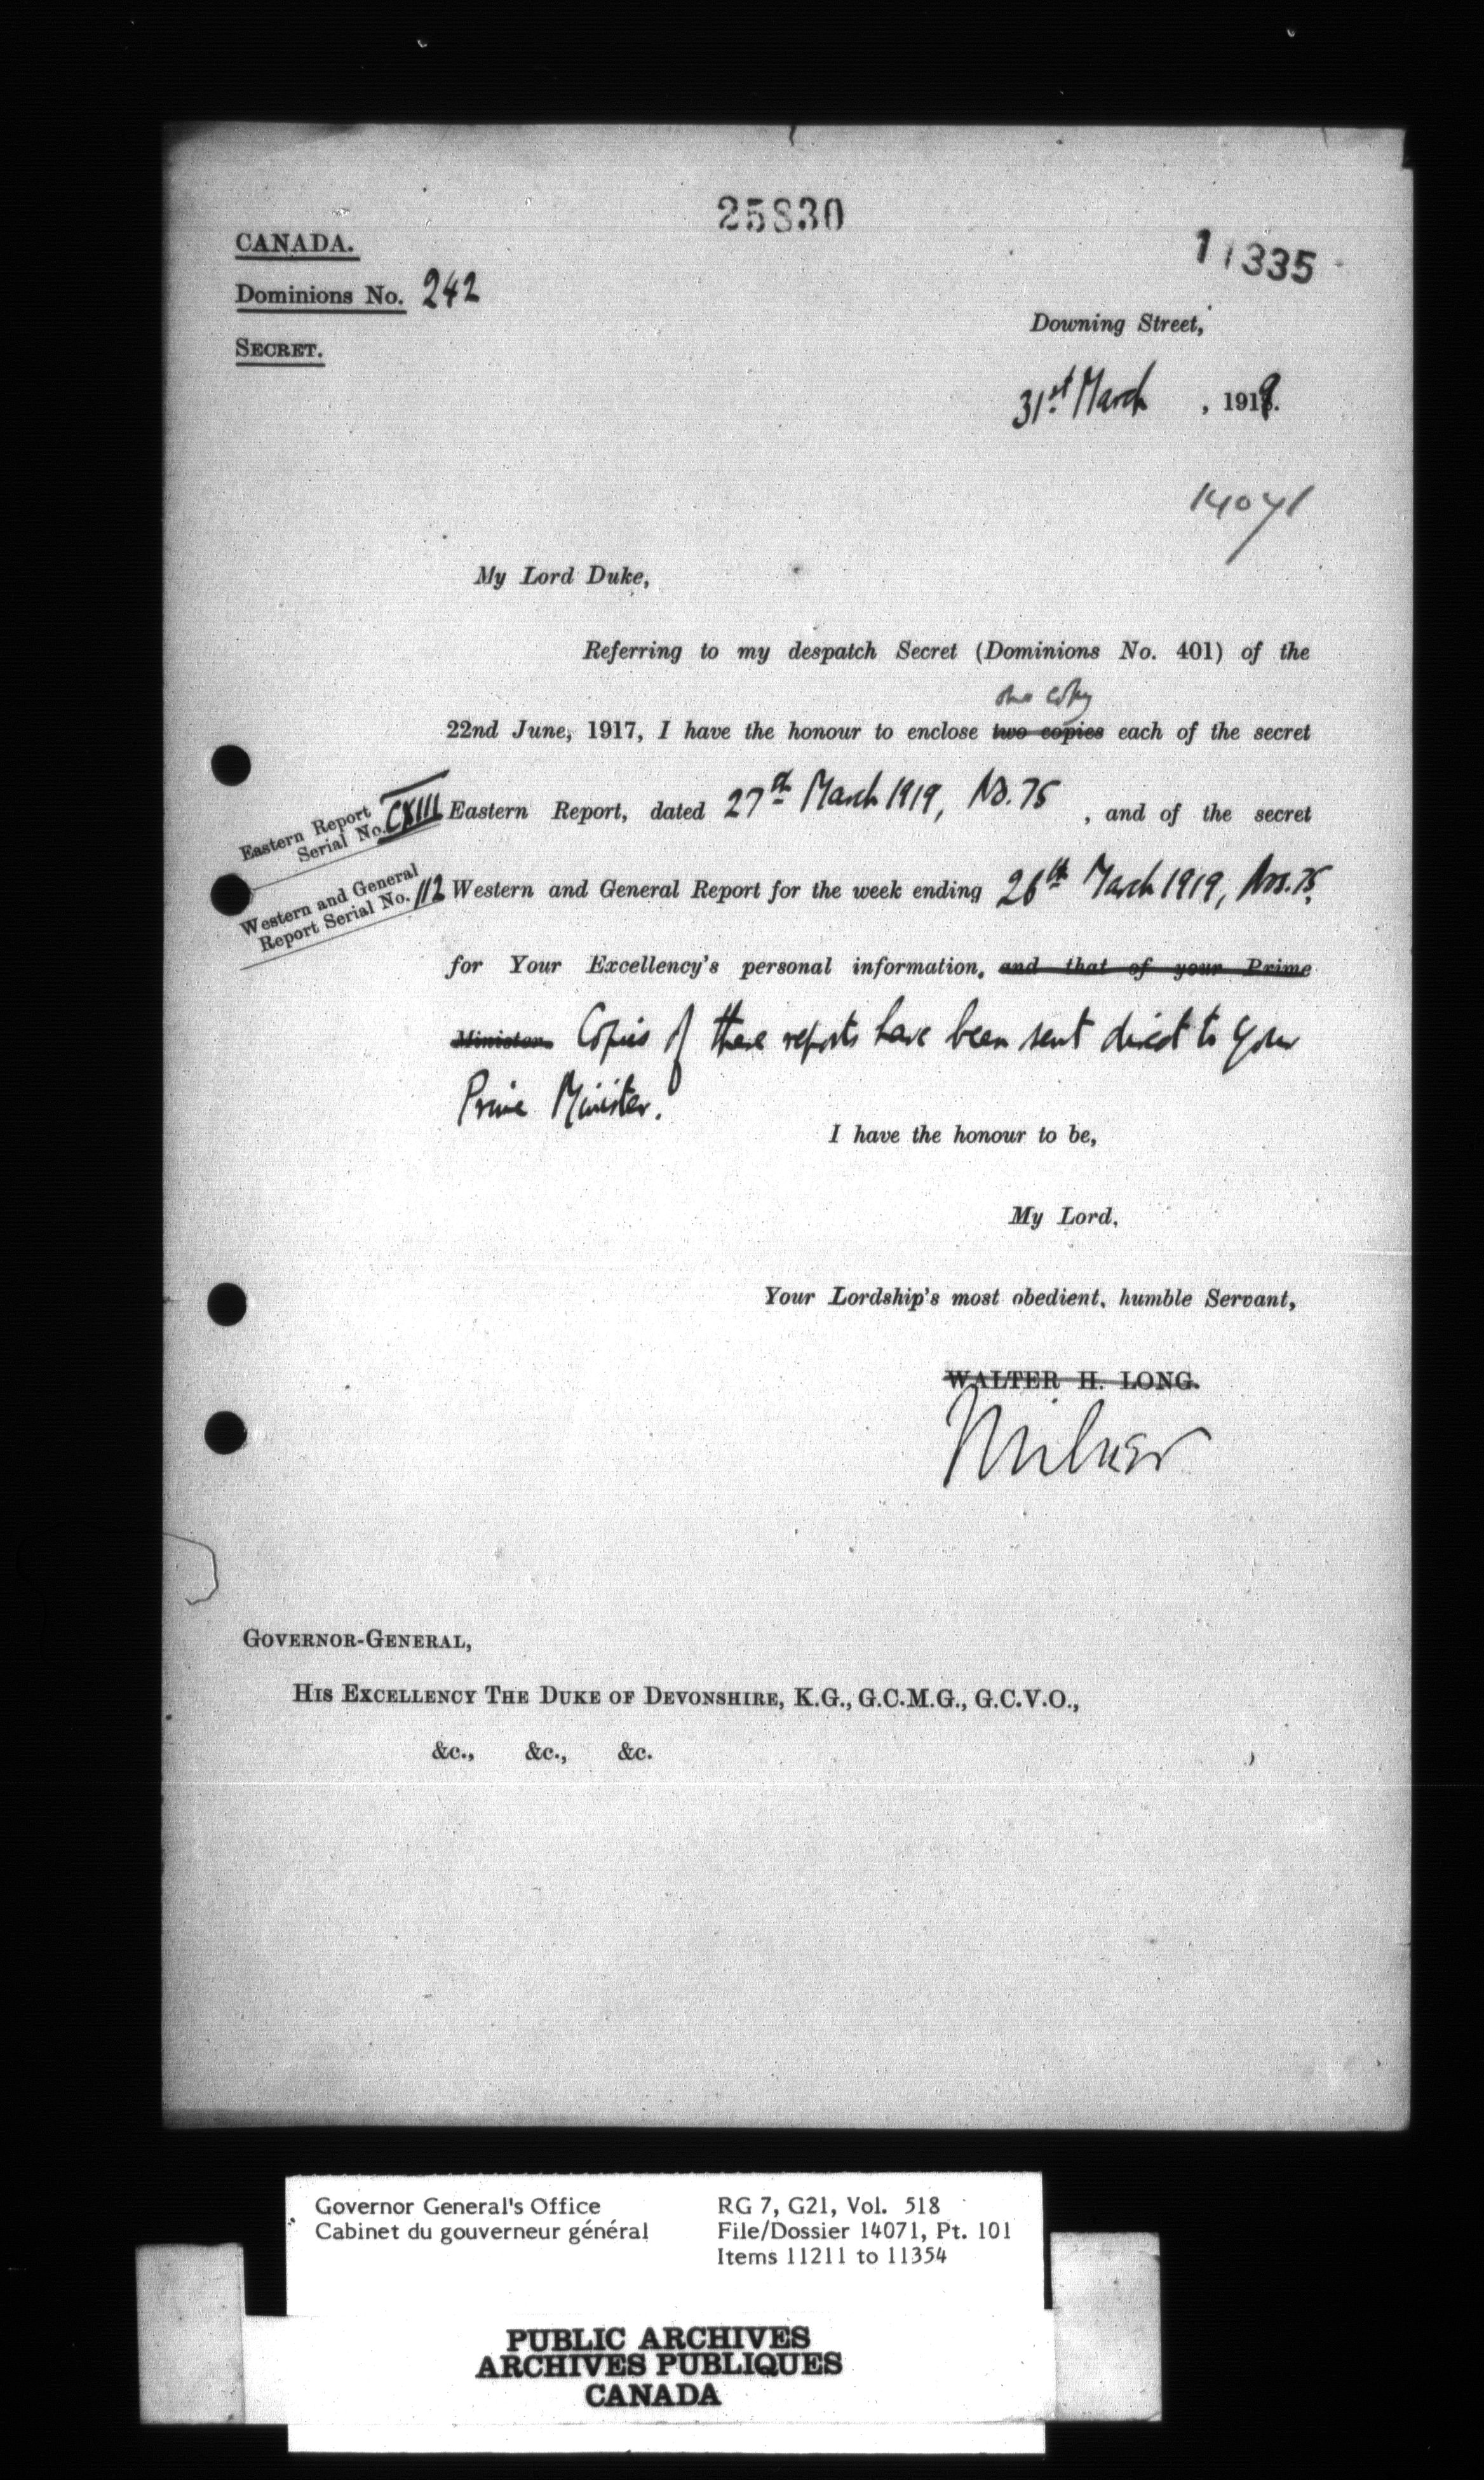 25830
11335
CANADA.
Dominions No. 242
SECRET.
Downing Street,
31st March, 1919.
14071
My Lord Duke,
Referring to my despatch Secret (Dominions No. 401) of the
one copy
22nd June, 1917, I have the honour to enclose two copies each of the secret
Eastern Report
Serial No. CXIII
Eastern Report, dated 27th March 1919, No. 75, and of the secret
Western and General
Report Serial No. 112
Western and General Report for the week ending 26th March 1919, Nos. 75,
for Your Excellency's personal information, and that of your Prime
Minister. Copies of these reports have been sent direct to your
Prime Minister.
I have the honour to be,
My Lord,
Your Lordship's most obedient, humble Servant,
WALTER H. LONG.
Milner
GOVERNOR-GENERAL,
HIS EXCELLENCY THE DUKE OF DEVONSHIRE, K.G., G.C.M.G., G.C.V.O.,
&c., &c., &c.
Governor General's Office
Cabinet du gouverneur général
RG 7, G21, Vol. 518
File/Dossier 14071, Pt. 101
Items 11211 to 11354
PUBLIC ARCHIVES
ARCHIVES PUBLIQUES
CANADA